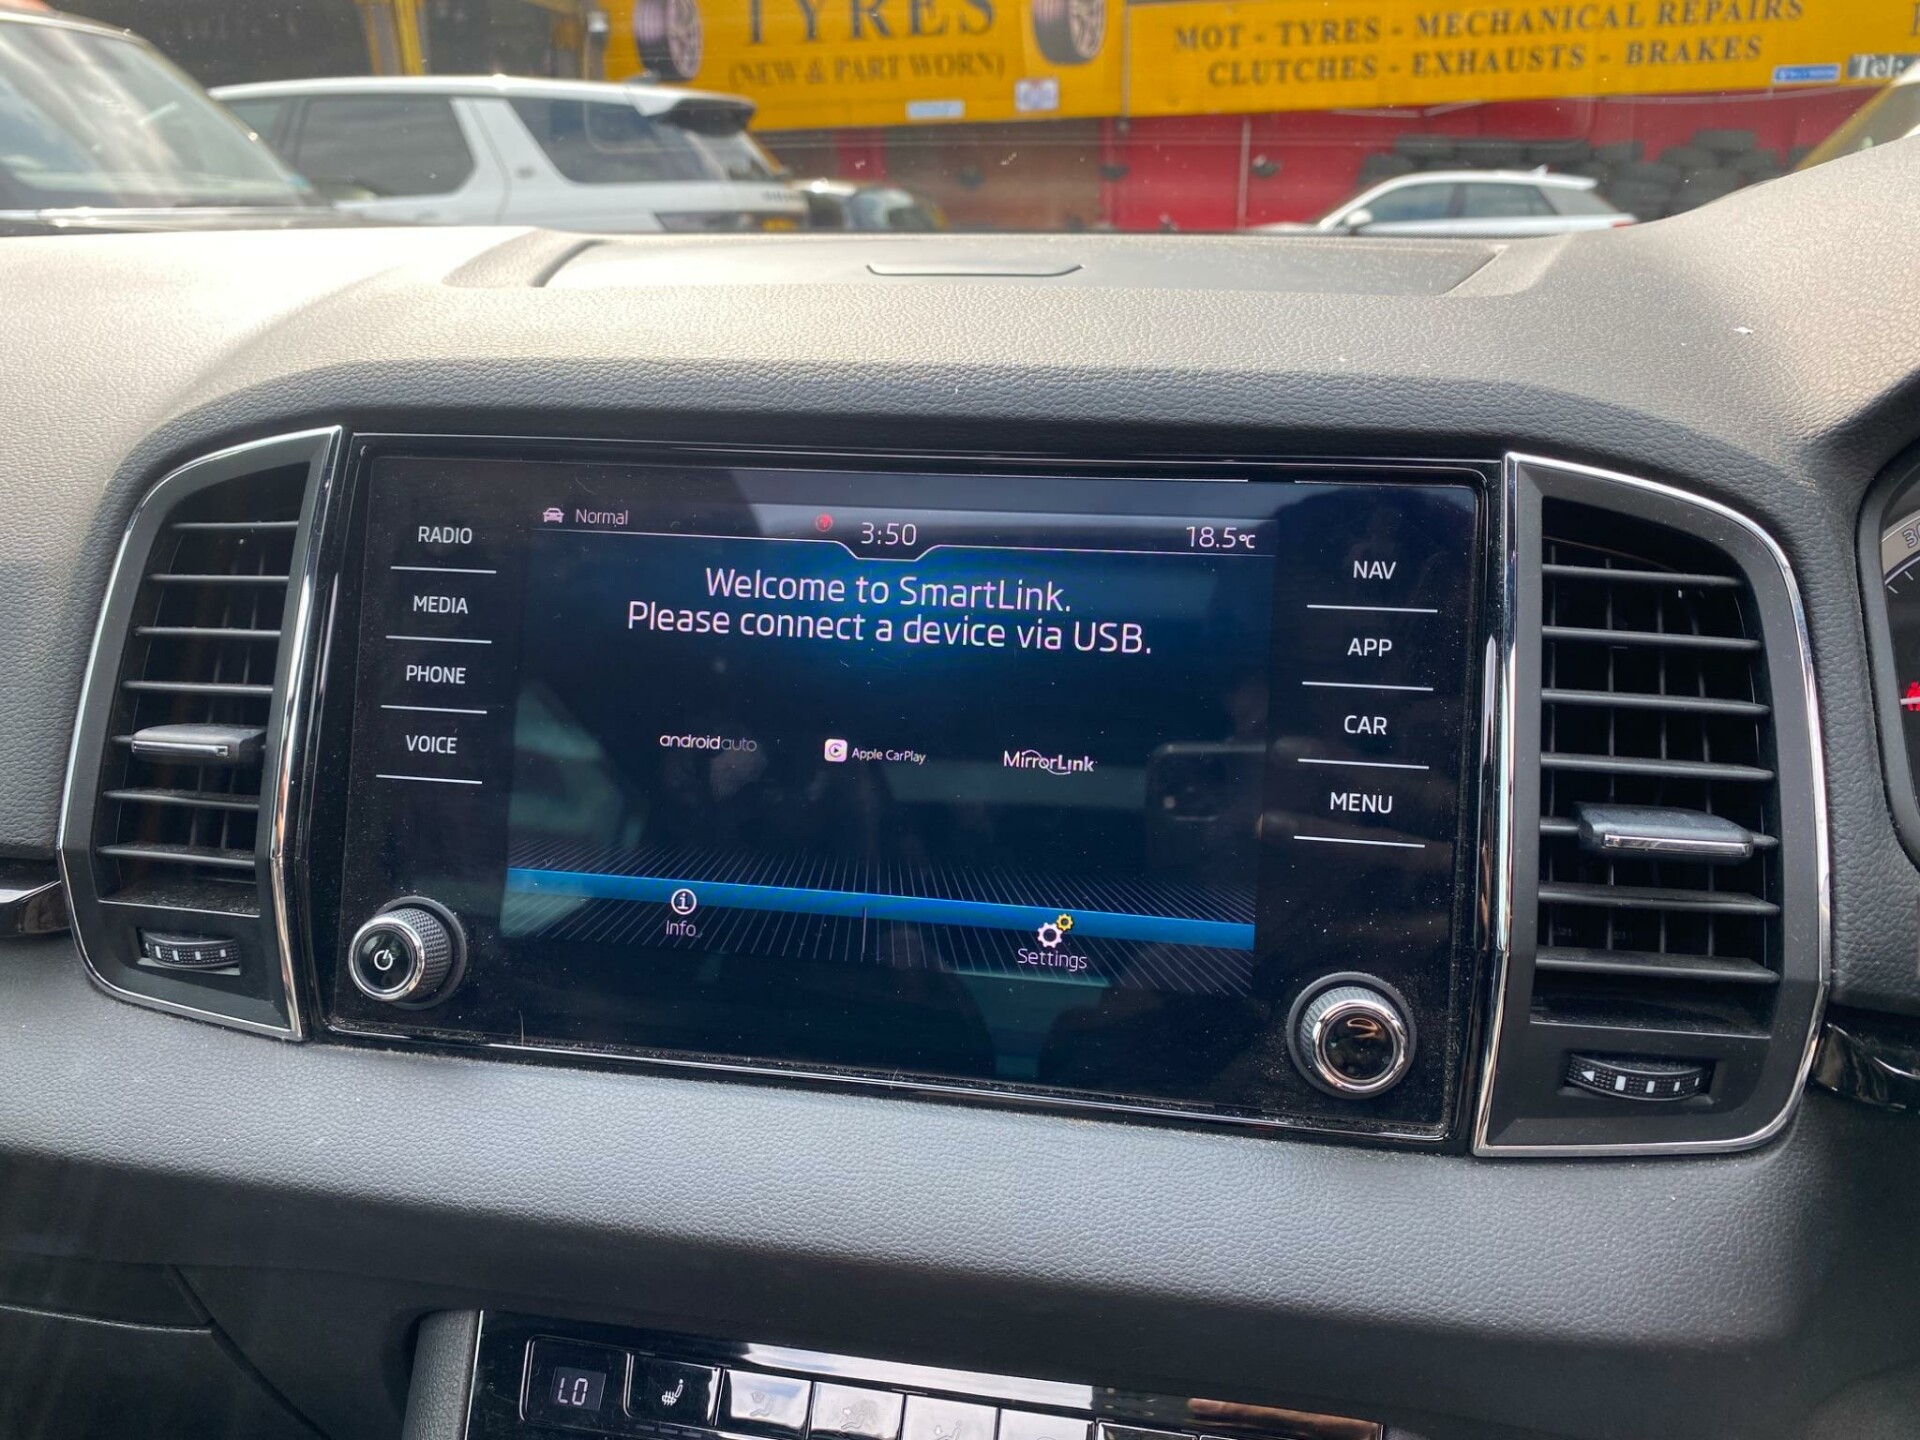 TYRES
(NEW & PART WORN)
MOT - TYRES - MECHANICAL REPAIRS
CLUTCHES - EXHAUSTS - BRAKES
Tel:
RADIO
MEDIA
PHONE
VOICE
Normal
3:50
18.5°C
Welcome to SmartLink.
Please connect a device via USB.
androidauto
Apple CarPlay
MirrorLink
Info
Settings
NAV
APP
CAR
MENU
LO